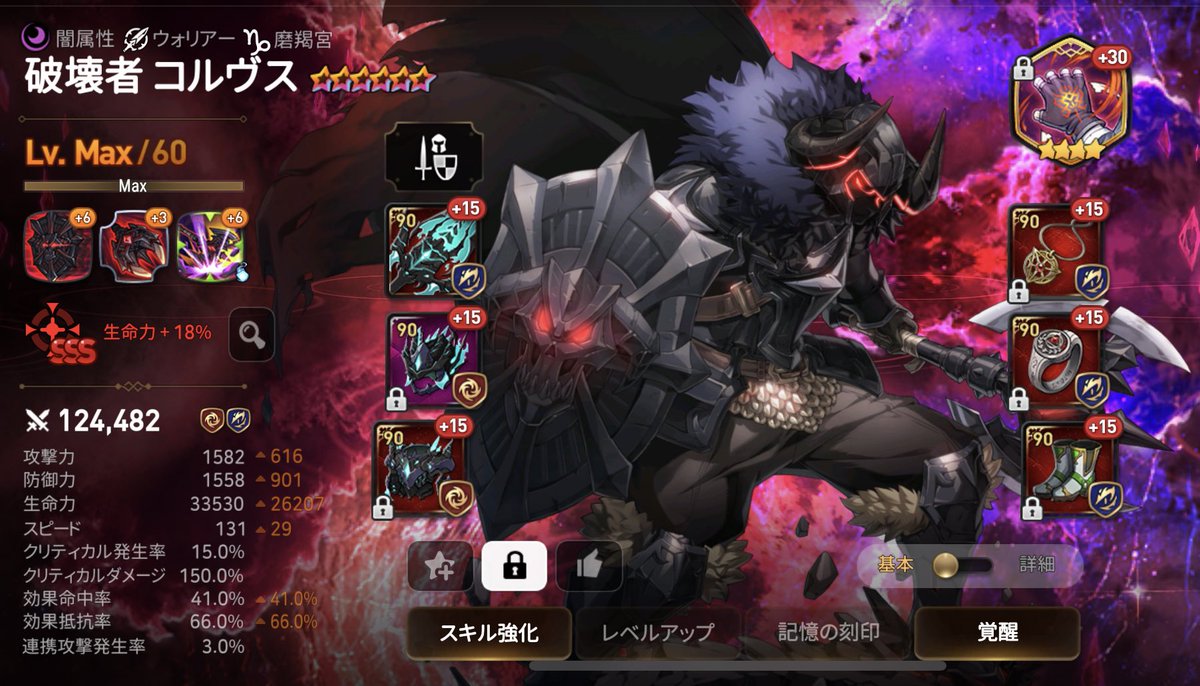 闇属性 ウォリアー 磨羯宮
破壊者 コルヴス
+30
Lv. Max/60
Max
+6 +3 +6
生命力 + 18%
SSS
90 +15
90 +15
90 +15
90 +15
90 +15
90 +15
124,482
攻撃力 1582 616
防御力 1558 901
生命力 33530 26207
スピード 131 29
クリティカル発生率 15.0%
クリティカルダメージ 150.0%
効果命中率 41.0% 41.0%
効果抵抗率 66.0% 66.0%
連携攻撃発生率 3.0%
基本 詳細
スキル強化 レベルアップ 記憶の刻印 覚醒